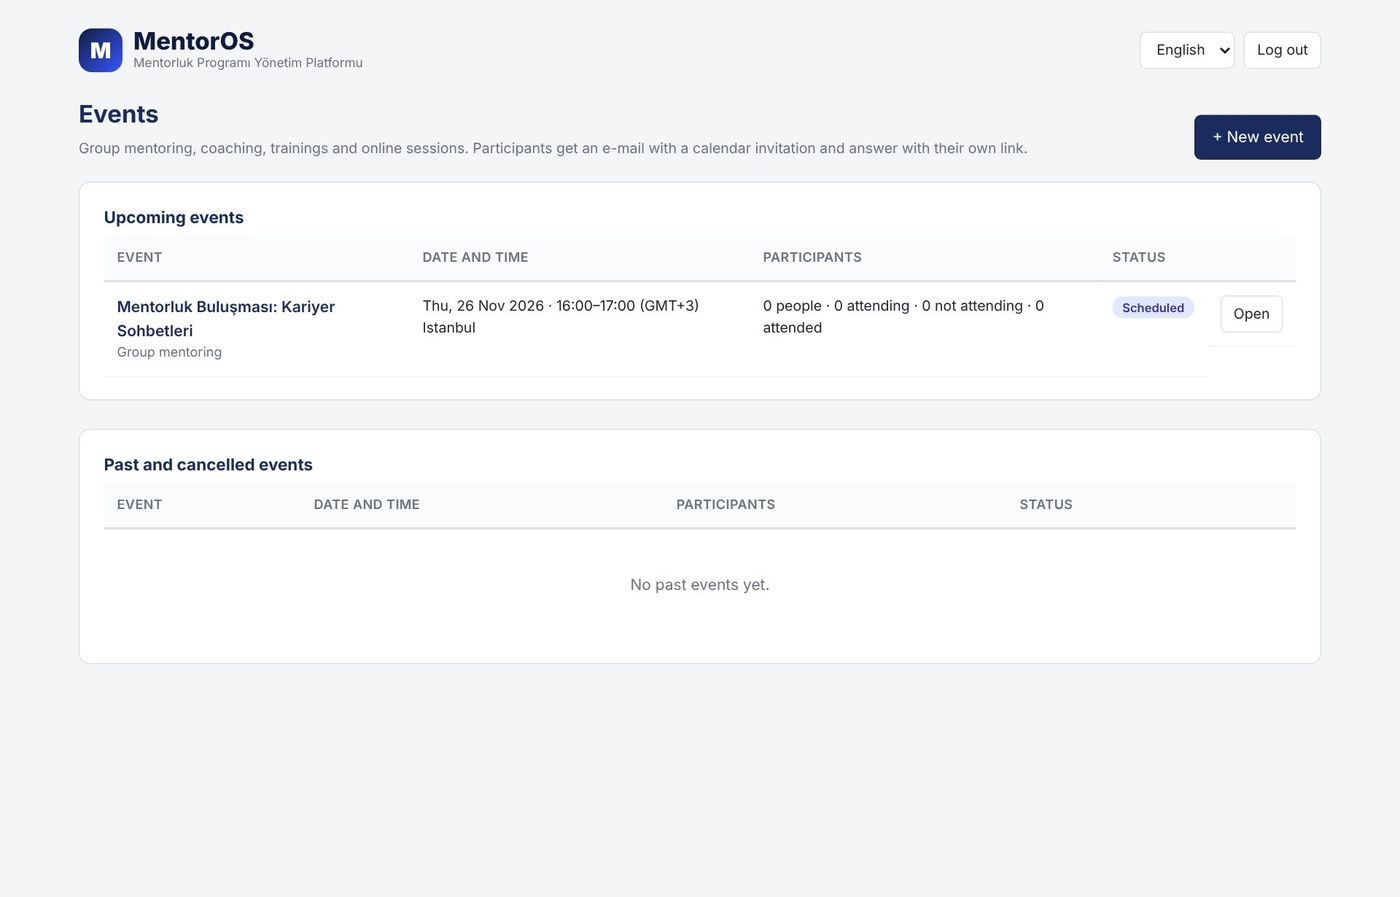 M
MentorOS
Mentorluk Programı Yönetim Platformu
English
Log out
Events
Group mentoring, coaching, trainings and online sessions. Participants get an e-mail with a calendar invitation and answer with their own link.
+ New event
Upcoming events
EVENT DATE AND TIME PARTICIPANTS STATUS
Mentorluk Buluşması: Kariyer
Sohbetleri
Group mentoring
Thu, 26 Nov 2026 · 16:00–17:00 (GMT+3)
Istanbul
0 people · 0 attending · 0 not attending · 0
attended
Scheduled
Open
Past and cancelled events
EVENT DATE AND TIME PARTICIPANTS STATUS
No past events yet.